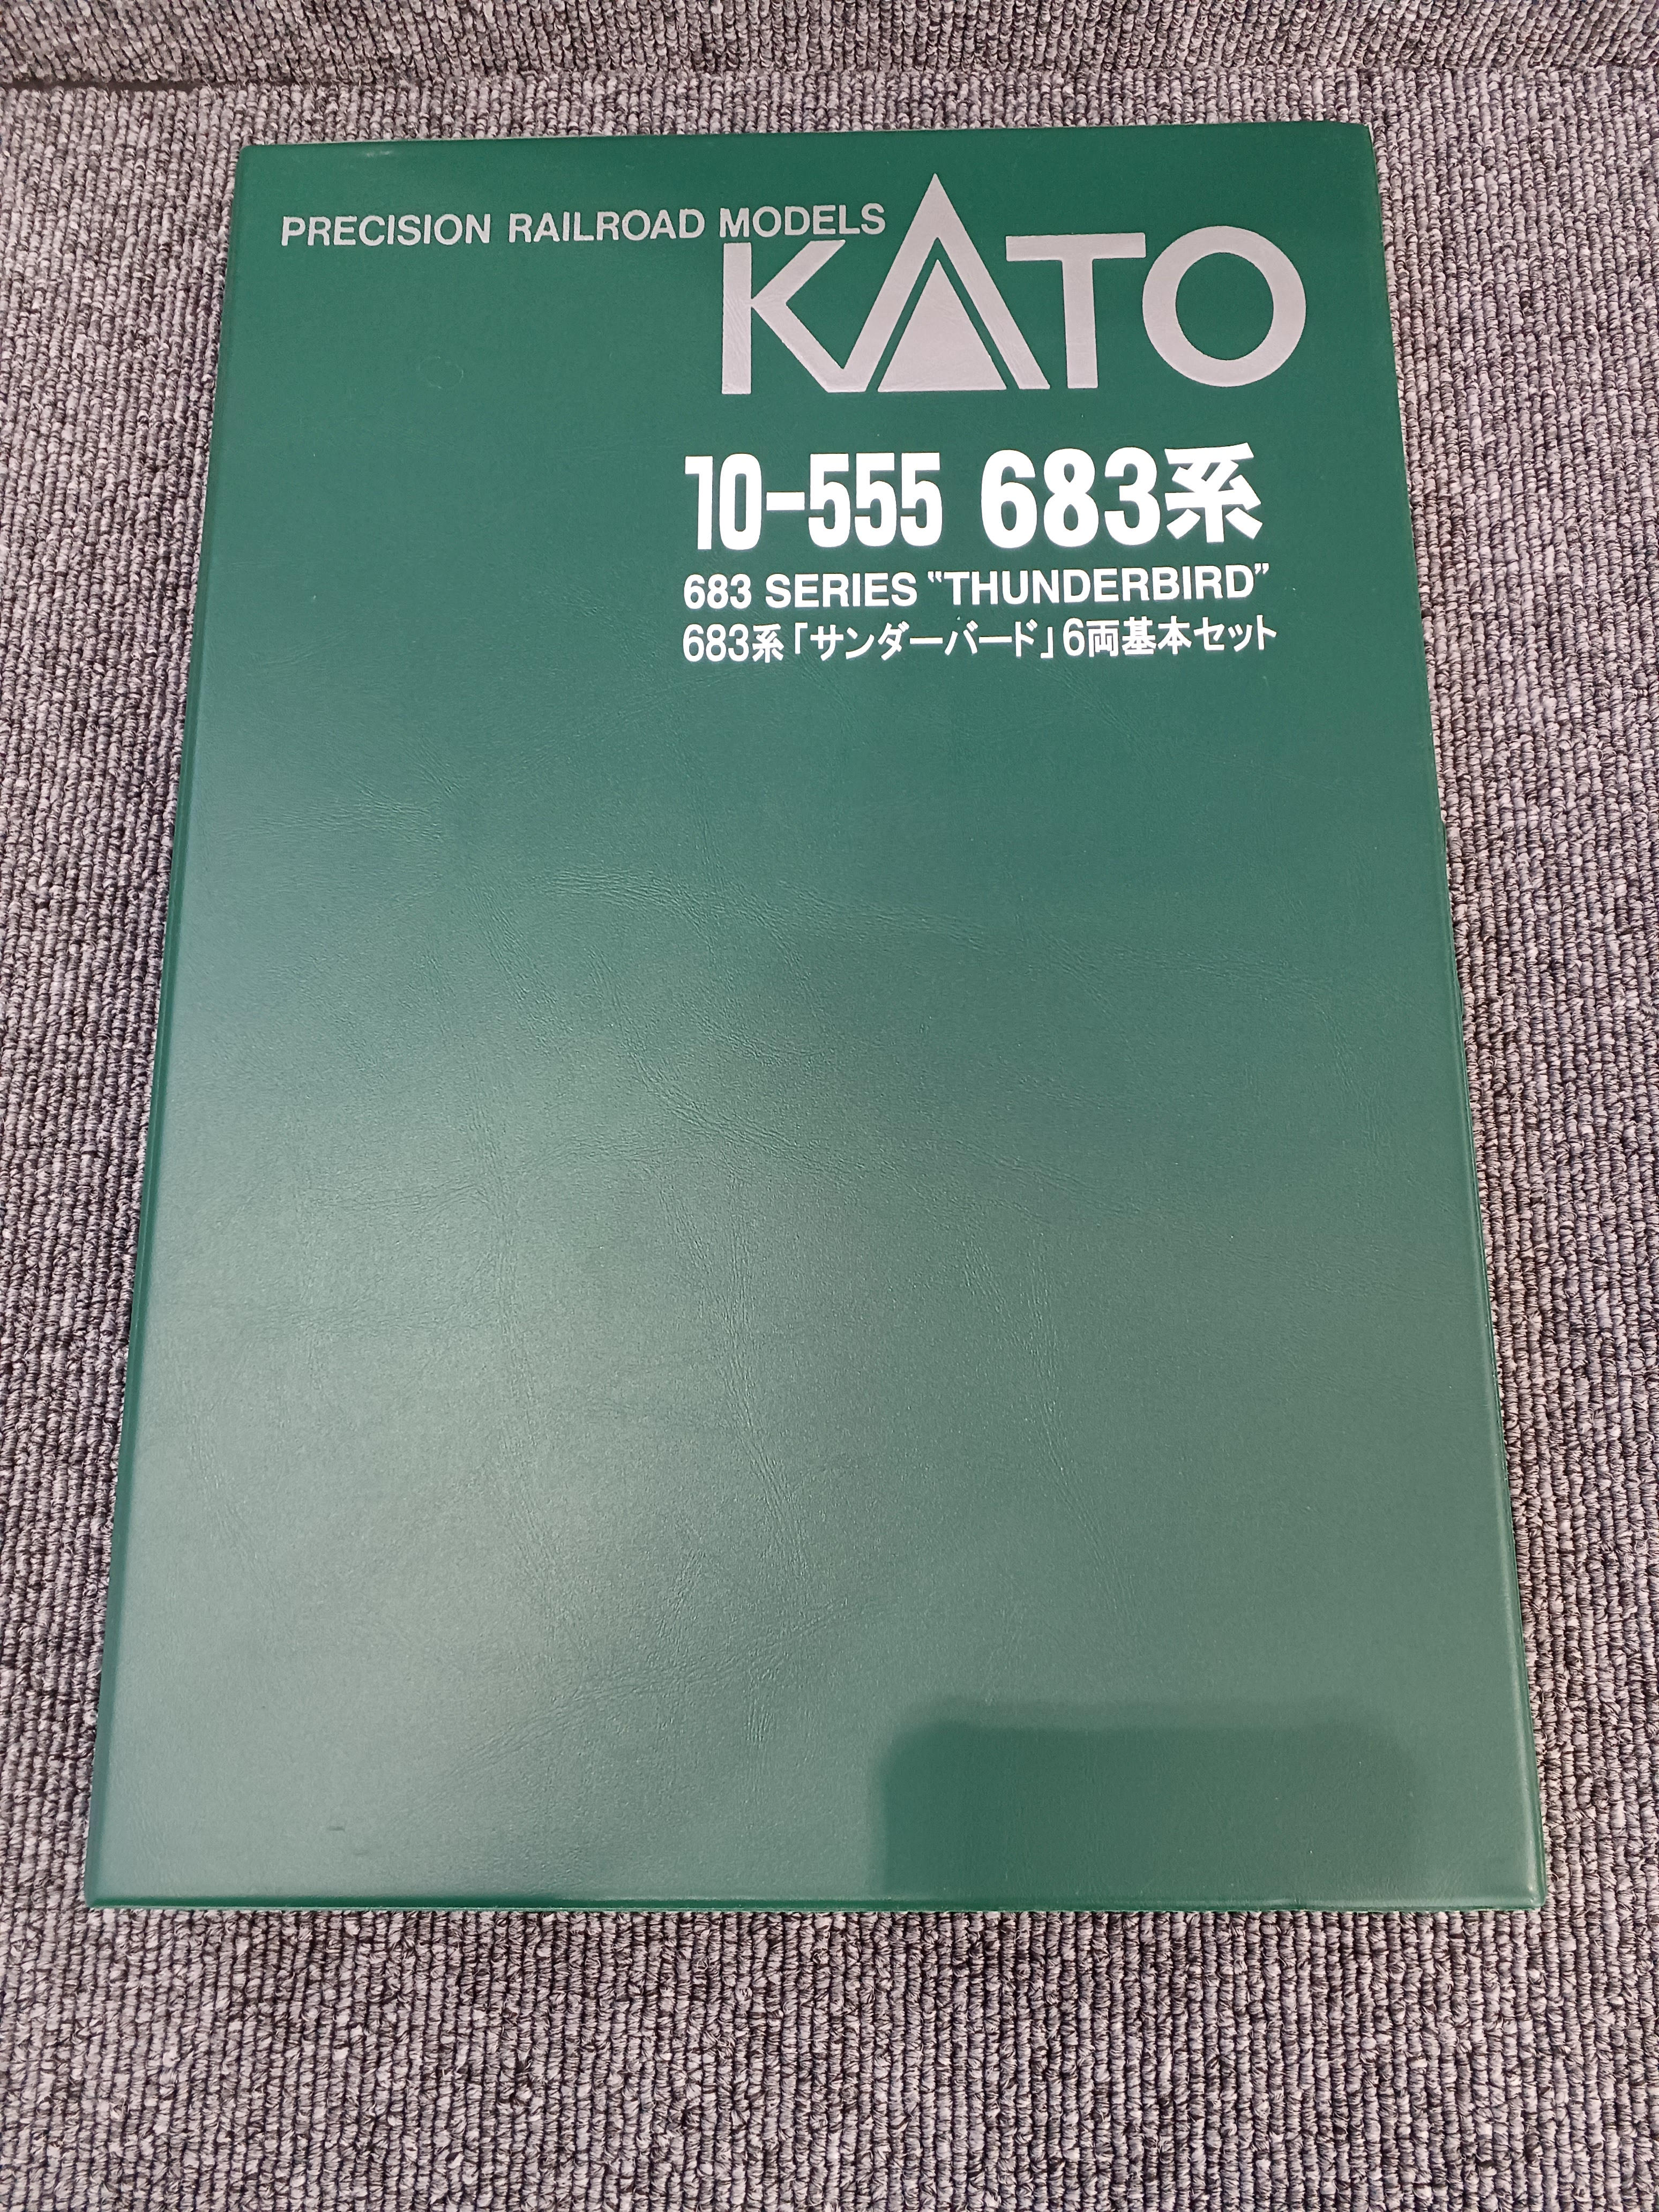 PRECISION RAILROAD MODELS
KATO
10-555 683系
683 SERIES “THUNDERBIRD”
683系「サンダーバード」6両基本セット